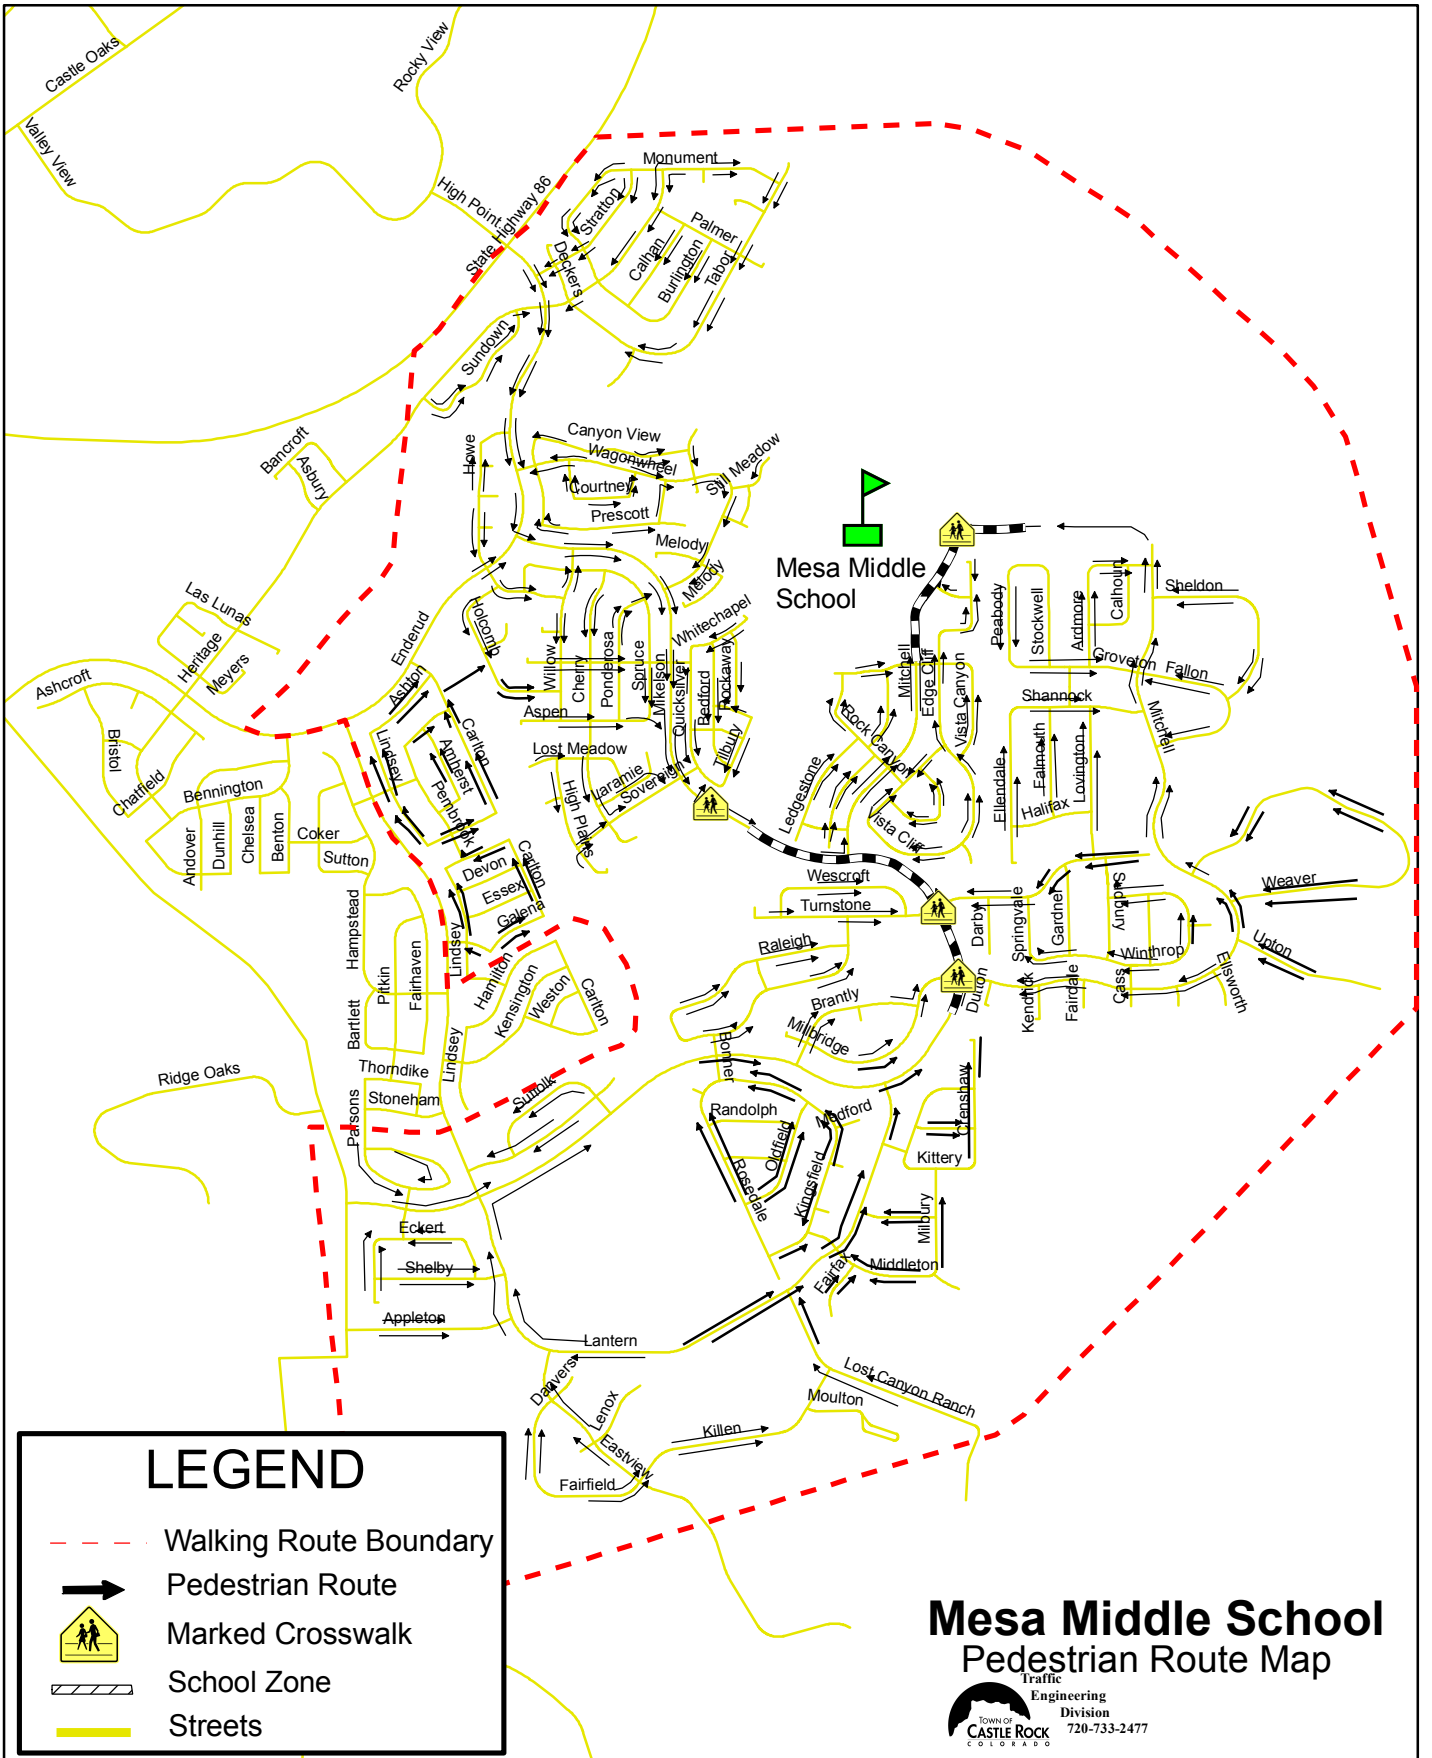 Castle Oaks
Rocky View
Valley View
High Point
State Highway 86
Monument
Stratton
Palmer
Deckers
Calhan
Burlington
Tabor
Sundown
Canyon View
Howe
Wagonwheel
Still Meadow
Courtney
Prescott
Bancroft
Asbury
Melody
Melody
Mesa Middle
School
Peabody
Stockwell
Ardmore
Calhoun
Sheldon
Las Lunas
Heritage
Meyers
Enderud
Holcomb
Whitechapel
Willow
Cherry
Ponderosa
Spruce
Mikelson
Quicksilver
Bedford
Rockaway
Mitchell
Edge Cliff
Vista Canyon
Groveton
Fallon
Ashcroft
Ashton
Shannock
Aspen
Rock Canyon
Mitchell
Bristol
Lindsey
Carlton
Amherst
Lost Meadow
Tilbury
Chatfield
Bennington
Pembrook
High Plains
Laramie
Sovereign
Ledgestone
Ellendale
Falmouth
Lovington
Halifax
Vista Cliff
Andover
Dunhill
Chelsea
Benton
Coker
Sutton
Devon
Carlton
Essex
Galena
Wescroft
Turnstone
Weaver
Sudbury
Hampstead
Lindsey
Darby
Springvale
Gardner
Raleigh
Winthrop
Upton
Pitkin
Fairhaven
Hamilton
Kensington
Weston
Carlton
Dutton
Kendrick
Fairdale
Cass
Ellsworth
Bartlett
Brantly
Millbridge
Bonner
Ridge Oaks
Thorndike
Lindsey
Stoneham
Suffolk
Parsons
Randolph
Medford
Crenshaw
Oldfield
Kittery
Rosedale
Kingsfield
Milbury
Eckert
Shelby
Fairfax
Middleton
Appleton
Lantern
Danvers
Lost Canyon Ranch
Moulton
Lenox
Killen
Eastview
Fairfield
LEGEND
Walking Route Boundary
Pedestrian Route
Marked Crosswalk
School Zone
Streets
Mesa Middle School
Pedestrian Route Map
Traffic
Engineering
Division
720-733-2477
TOWN OF
CASTLE ROCK
COLORADO